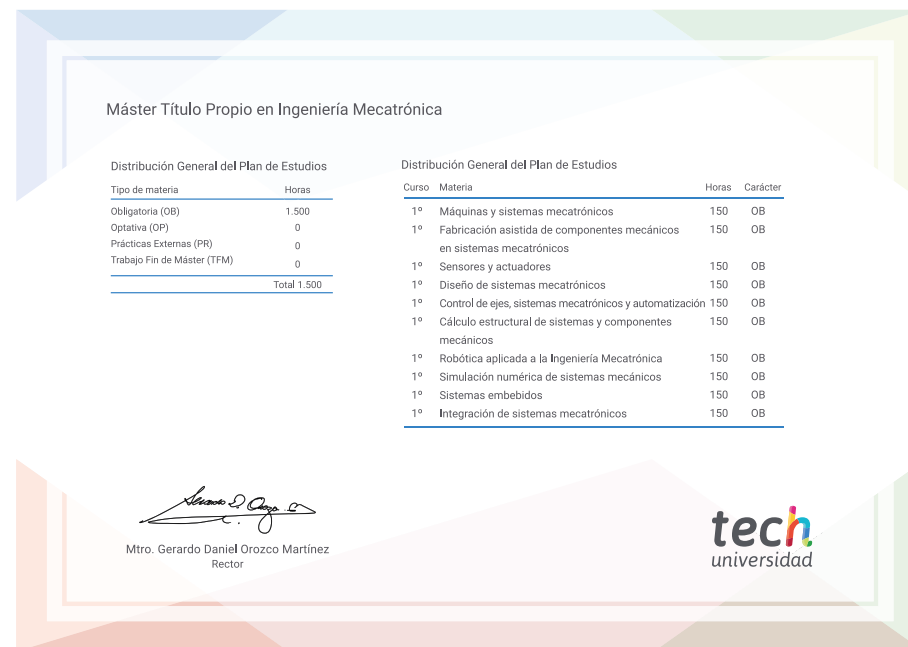 Máster Título Propio en Ingeniería Mecatrónica
Distribución General del Plan de Estudios
Tipo de materia Horas
Obligatoria (OB) 1.500
Optativa (OP) 0
Prácticas Externas (PR) 0
Trabajo Fin de Máster (TFM) 0
Total 1.500
Distribución General del Plan de Estudios
Curso Materia Horas Carácter
1º Máquinas y sistemas mecatrónicos 150 OB
1º Fabricación asistida de componentes mecánicos 150 OB
en sistemas mecatrónicos
1º Sensores y actuadores 150 OB
1º Diseño de sistemas mecatrónicos 150 OB
1º Control de ejes, sistemas mecatrónicos y automatización 150 OB
1º Cálculo estructural de sistemas y componentes 150 OB
mecánicos
1º Robótica aplicada a la Ingeniería Mecatrónica 150 OB
1º Simulación numérica de sistemas mecánicos 150 OB
1º Sistemas embebidos 150 OB
1º Integración de sistemas mecatrónicos 150 OB
Mtro. Gerardo Daniel Orozco Martínez
Rector
tech
universidad